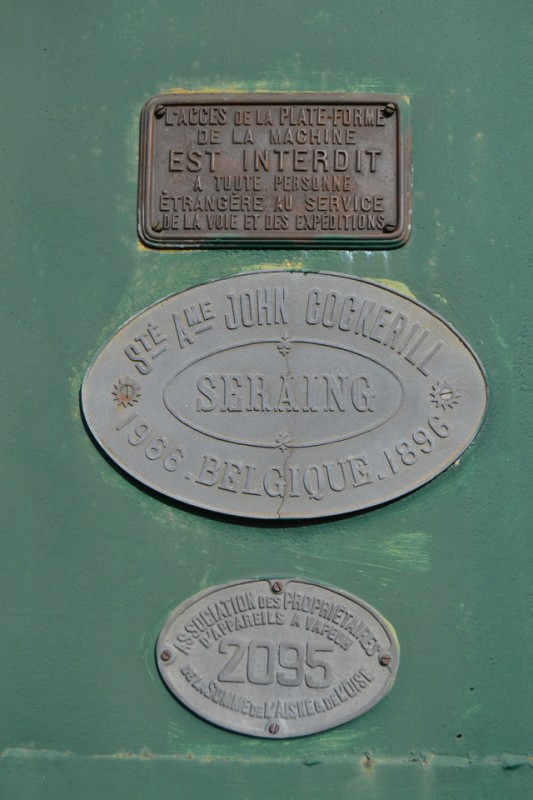 L'ACCÈS DE LA PLATE-FORME
DE LA MACHINE
EST INTERDIT
A TOUTE PERSONNE
ÉTRANGÈRE AU SERVICE
DE LA VOIE ET DES EXPÉDITIONS
STÉ AME JOHN COCKERILL
SERAING
1966. BELGIQUE. 1896
ASSOCIATION DES PROPRIÉTAIRES
D'APPAREILS A VAPEUR
2095
DE LA SOMME DE L'AISNE & DE L'OISE